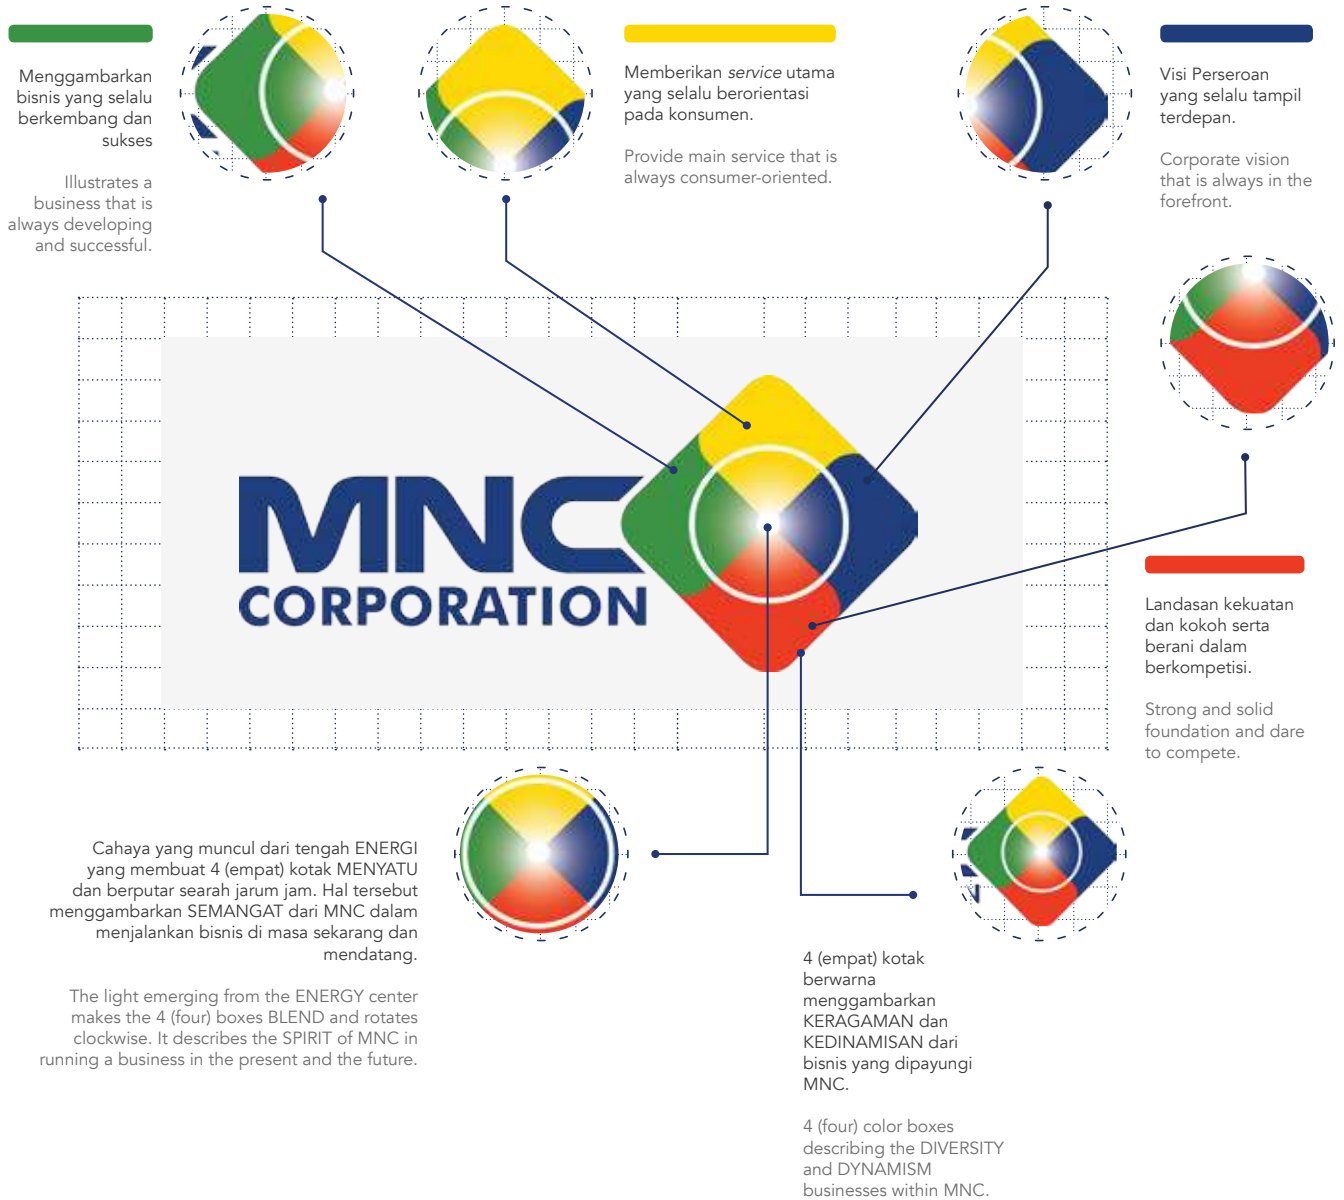 Menggambarkan
bisnis yang selalu
berkembang dan
sukses
Illustrates a
business that is
always developing
and successful.
Memberikan service utama
yang selalu berorientasi
pada konsumen.
Provide main service that is
always consumer-oriented.
Visi Perseroan
yang selalu tampil
terdepan.
Corporate vision
that is always in the
forefront.
MNC
CORPORATION
Landasan kekuatan
dan kokoh serta
berani dalam
berkompetisi.
Strong and solid
foundation and dare
to compete.
Cahaya yang muncul dari tengah ENERGI
yang membuat 4 (empat) kotak MENYATU
dan berputar searah jarum jam. Hal tersebut
menggambarkan SEMANGAT dari MNC dalam
menjalankan bisnis di masa sekarang dan
mendatang.
The light emerging from the ENERGY center
makes the 4 (four) boxes BLEND and rotates
clockwise. It describes the SPIRIT of MNC in
running a business in the present and the future.
4 (empat) kotak
berwarna
menggambarkan
KERAGAMAN dan
KEDINAMISAN dari
bisnis yang dipayungi
MNC.
4 (four) color boxes
describing the DIVERSITY
and DYNAMISM
businesses within MNC.